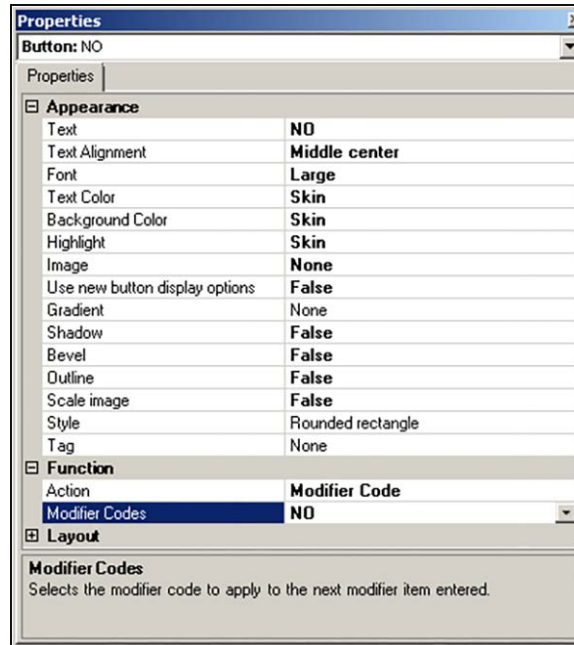 Properties
Button: NO
Properties
Appearance
Text NO
Text Alignment Middle center
Font Large
Text Color Skin
Background Color Skin
Highlight Skin
Image None
Use new button display options False
Gradient None
Shadow False
Bevel False
Outline False
Scale image False
Style Rounded rectangle
Tag None
Function
Action Modifier Code
Modifier Codes NO
Layout
Modifier Codes
Selects the modifier code to apply to the next modifier item entered.